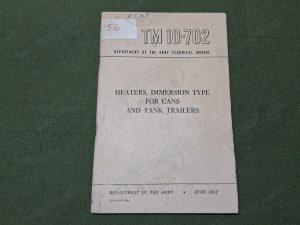 56
TM 10-702
DEPARTMENT OF THE ARMY TECHNICAL MANUAL
HEATERS, IMMERSION TYPE
FOR CANS
AND TANK TRAILERS
DEPARTMENT OF THE ARMY • JUNE 1952